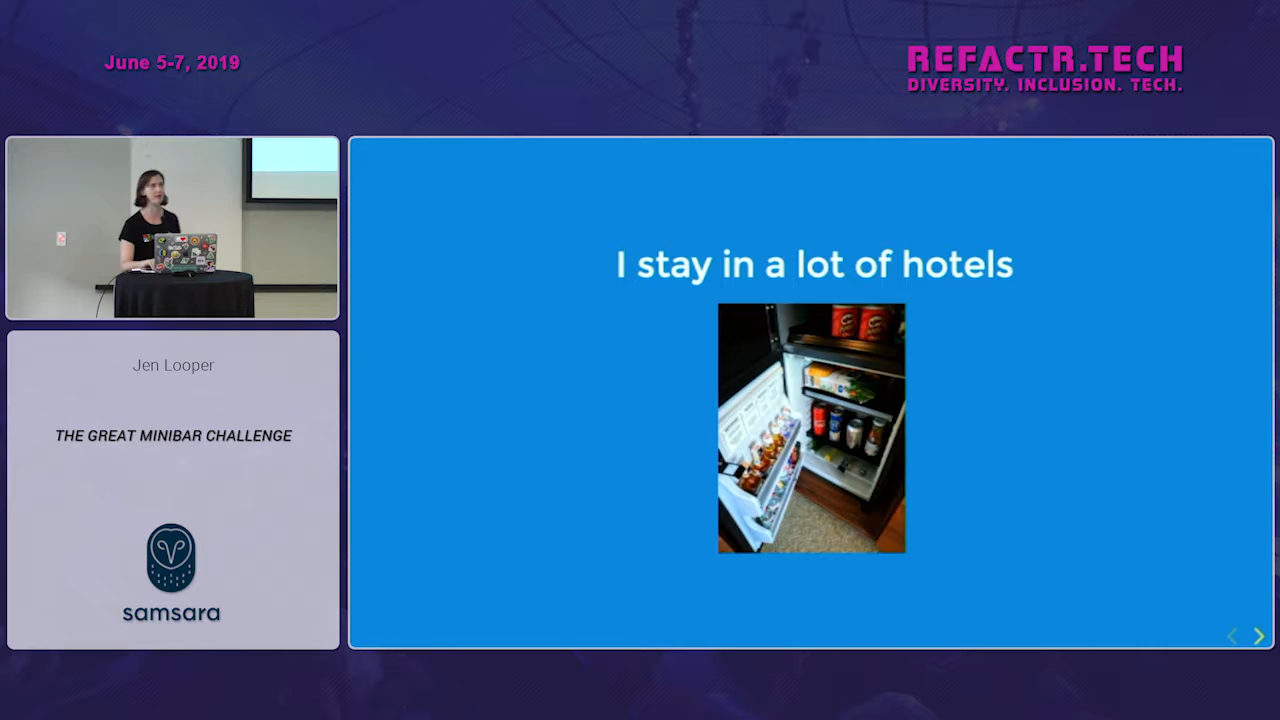 June 5-7, 2019
REFACTR.TECH
DIVERSITY. INCLUSION. TECH.
I stay in a lot of hotels
Jen Looper
THE GREAT MINIBAR CHALLENGE
samsara